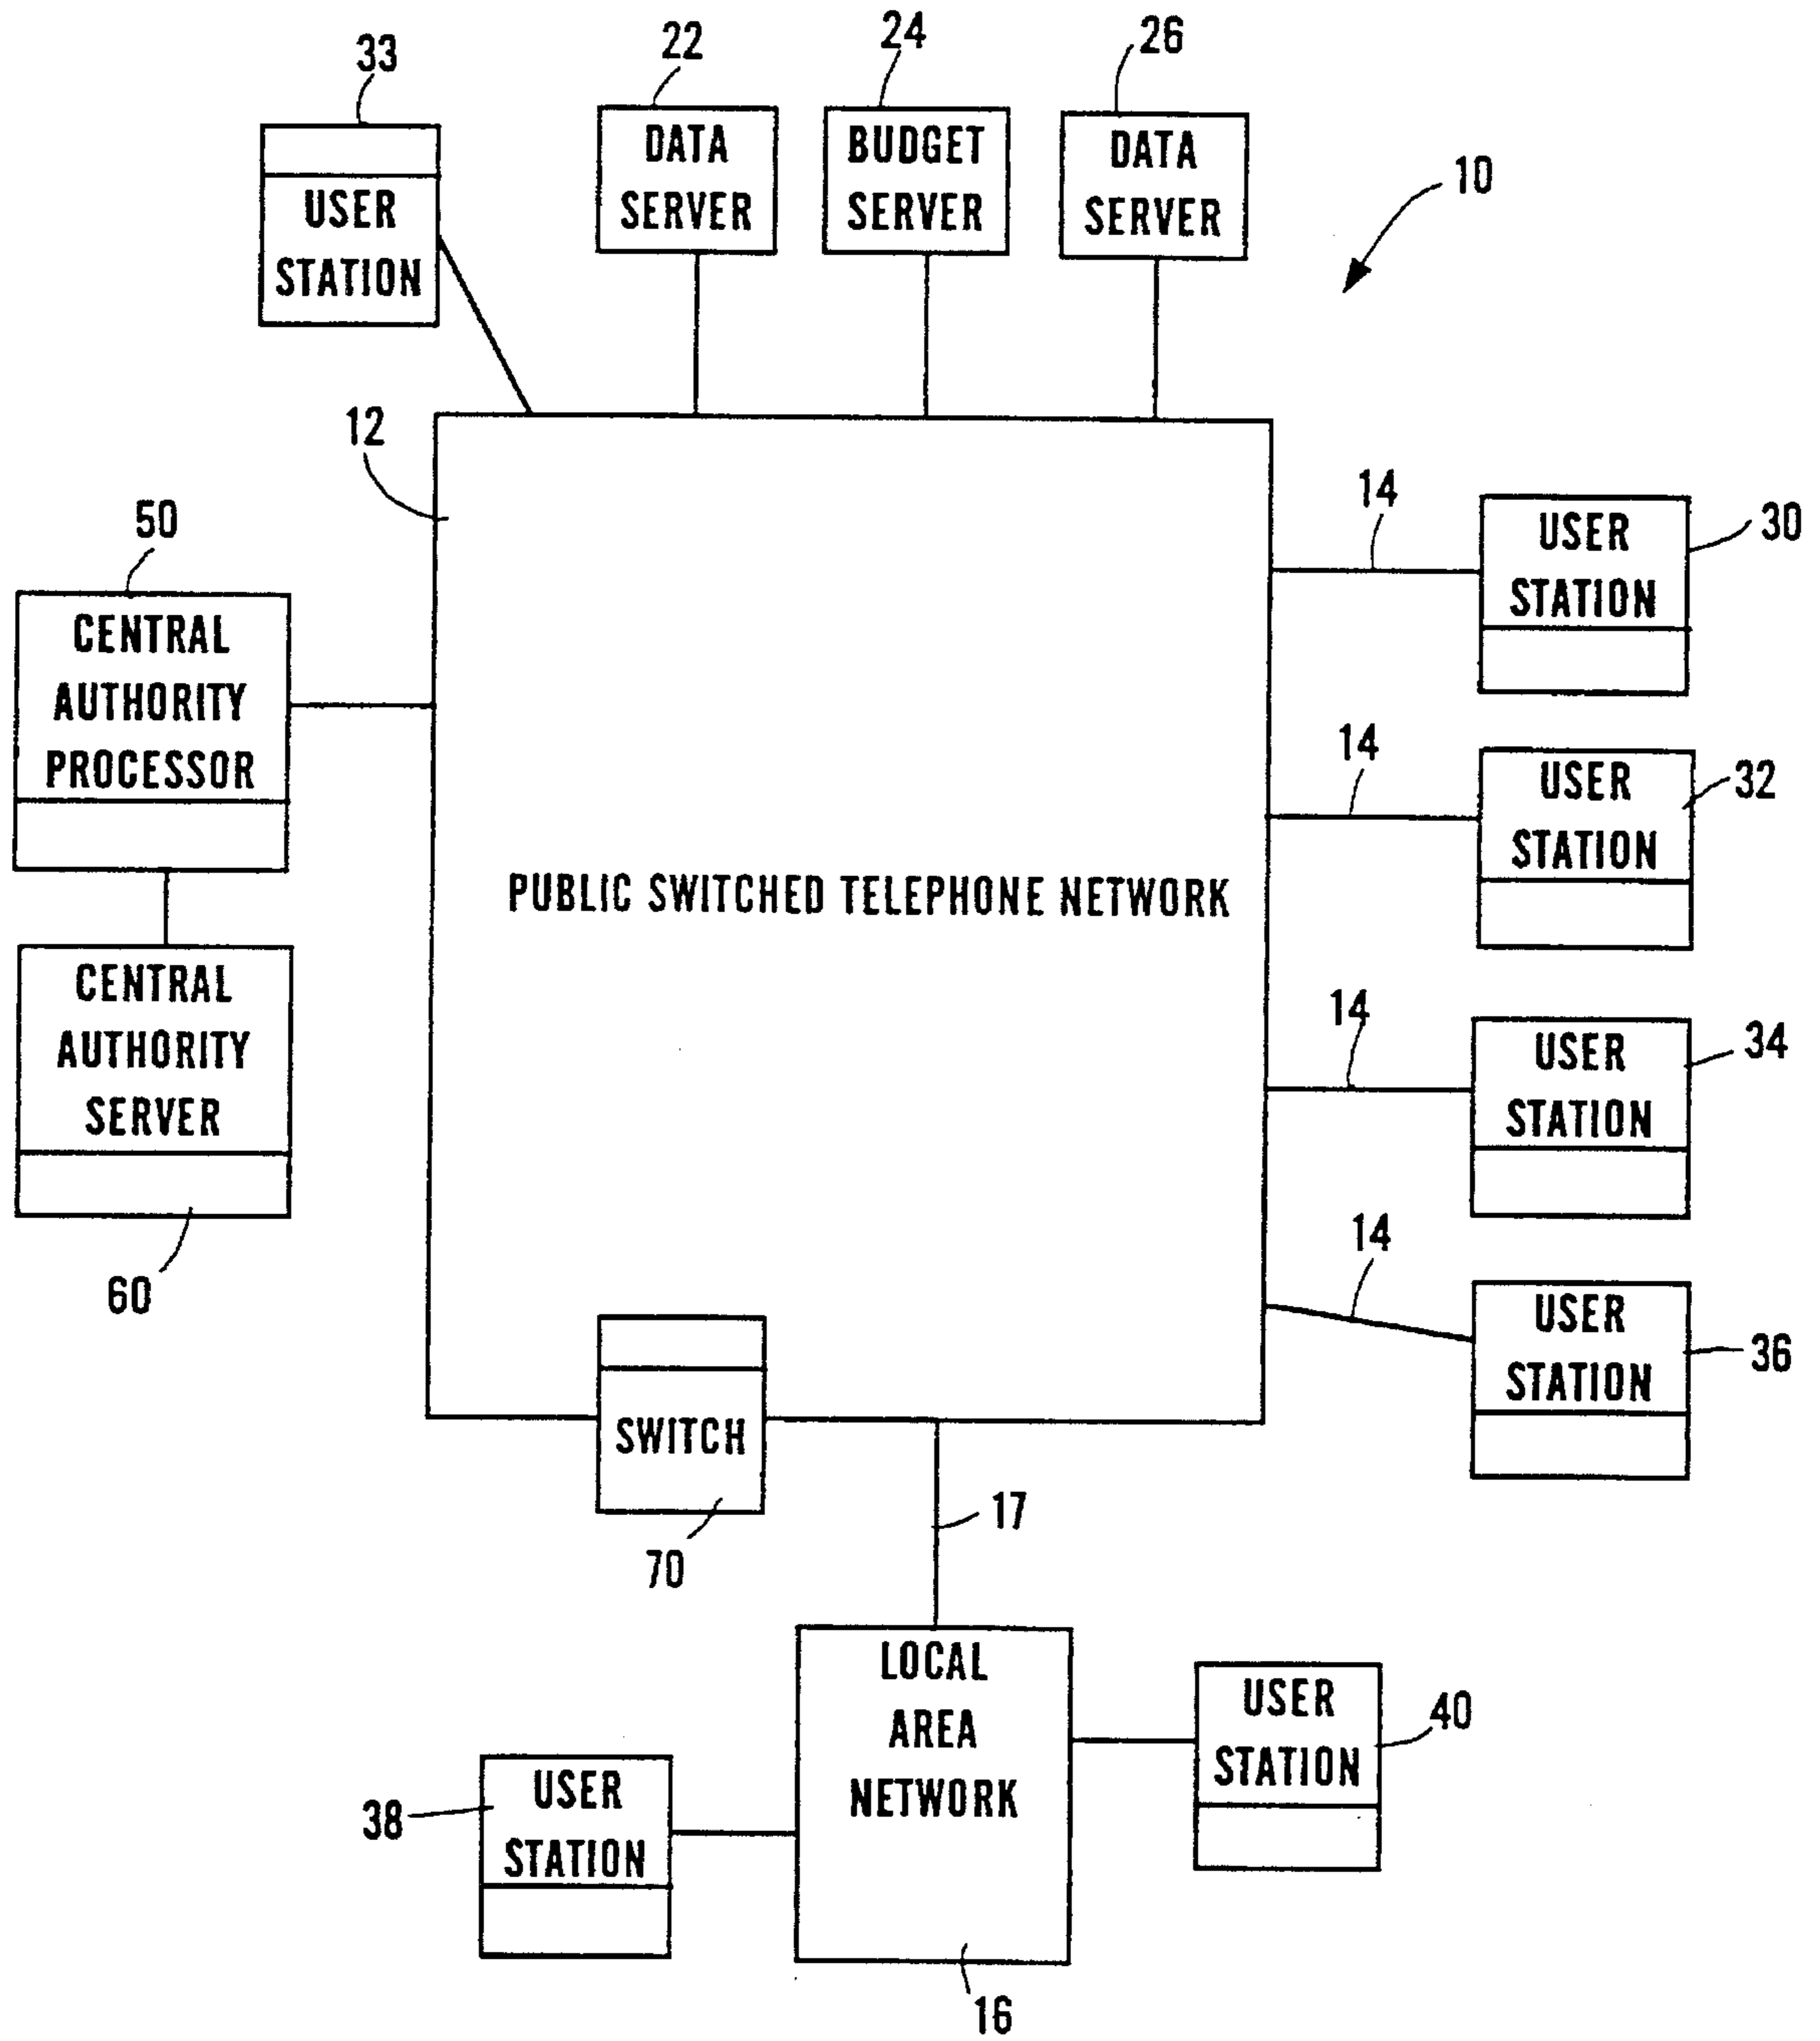 33
22
24
26
USER
STATION
DATA
SERVER
BUDGET
SERVER
DATA
SERVER
10
12
50
CENTRAL
AUTHORITY
PROCESSOR
CENTRAL
AUTHORITY
SERVER
60
PUBLIC SWITCHED TELEPHONE NETWORK
14
USER
STATION
30
14
USER
STATION
32
14
USER
STATION
34
14
USER
STATION
36
SWITCH
70
17
LOCAL
AREA
NETWORK
16
38
USER
STATION
USER
STATION
40